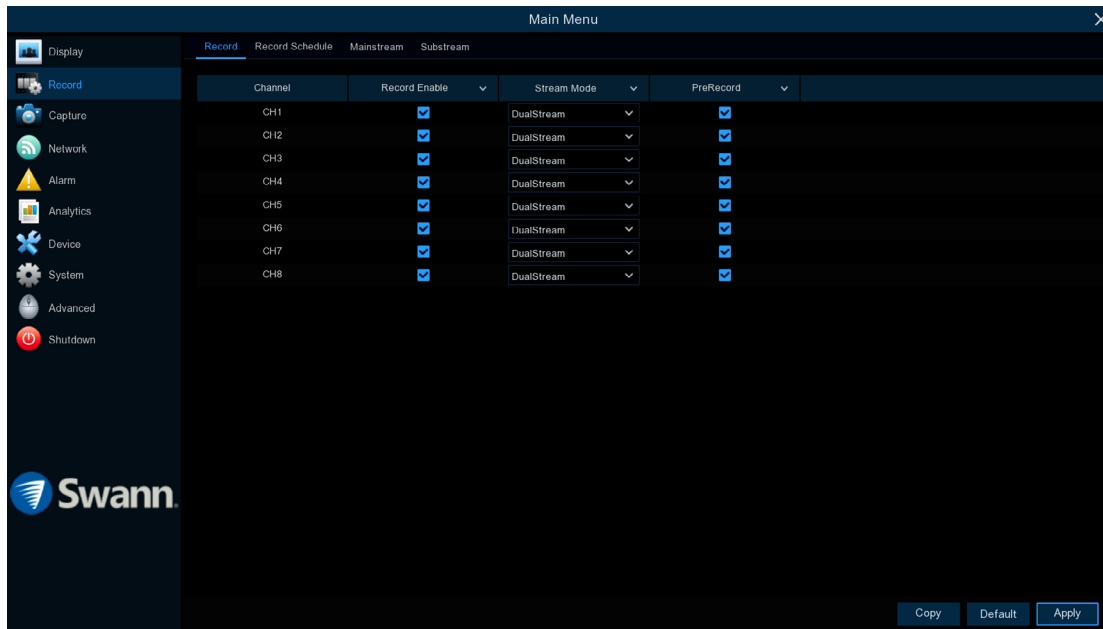 Main Menu
Display
Record
Capture
Network
Alarm
Analytics
Device
System
Advanced
Shutdown
Swann.
Record Record Schedule Mainstream Substream
Channel Record Enable Stream Mode PreRecord
CH1 DualStream
CH2 DualStream
CH3 DualStream
CH4 DualStream
CH5 DualStream
CH6 DualStream
CH7 DualStream
CH8 DualStream
Copy Default Apply